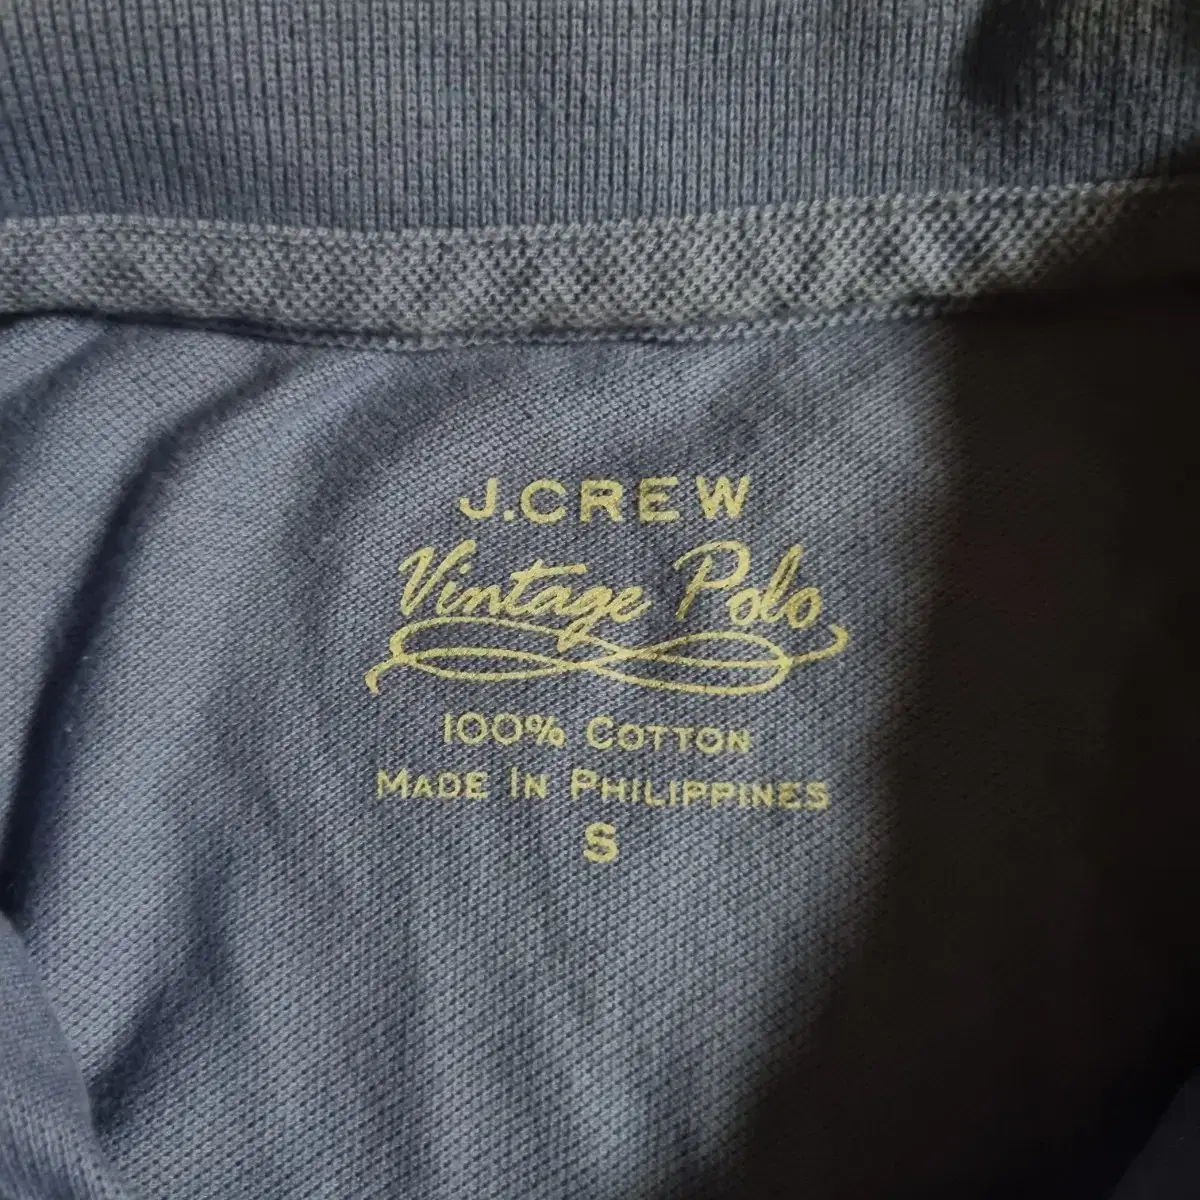 J.CREW
Vintage Polo
100% COTTON
MADE IN PHILIPPINES
S